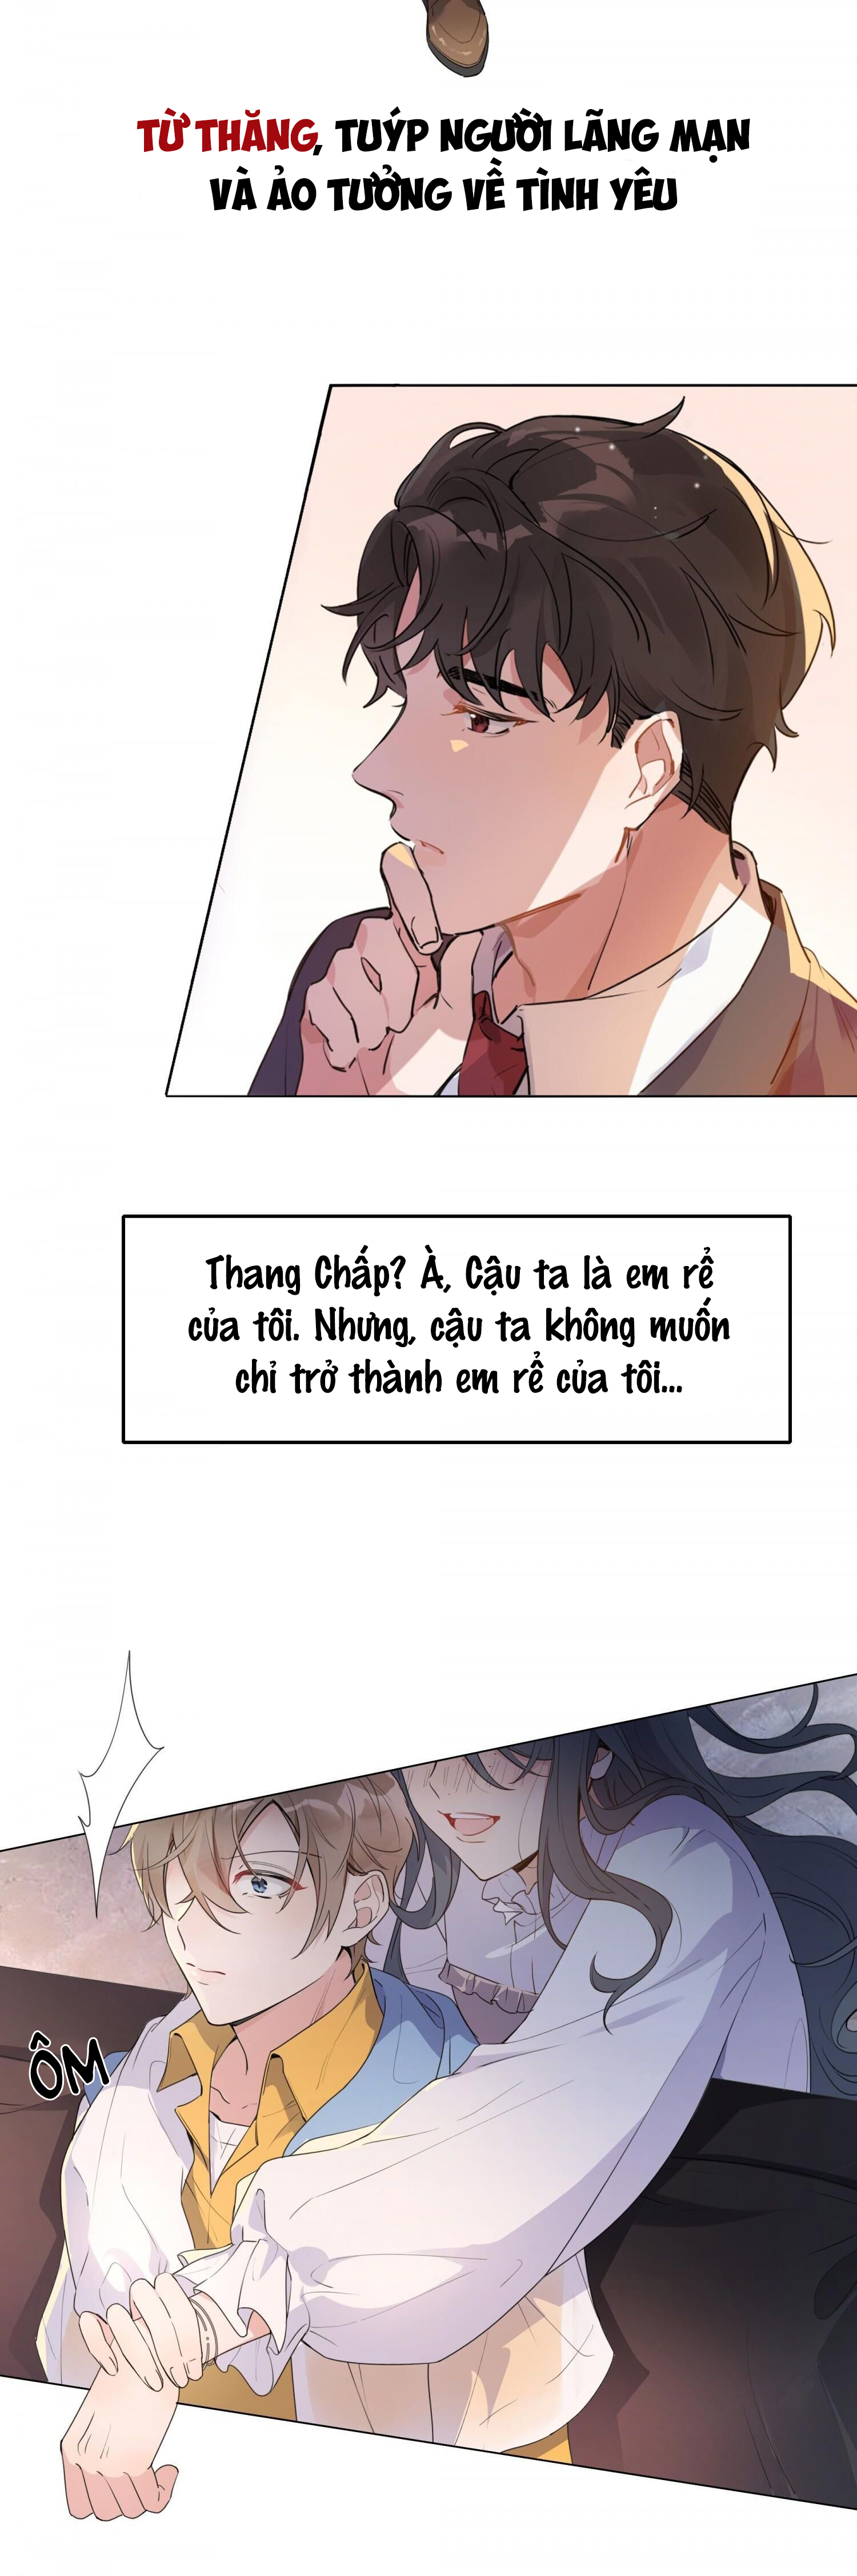 TỪ THĂNG, TUÝP NGƯỜI LÃNG MẠN
VÀ ẢO TƯỞNG VỀ TÌNH YÊU
Thang Chấp? À, Cậu ta là em rể
của tôi. Nhưng, cậu ta không muốn
chỉ trở thành em rể của tôi...
ÔM